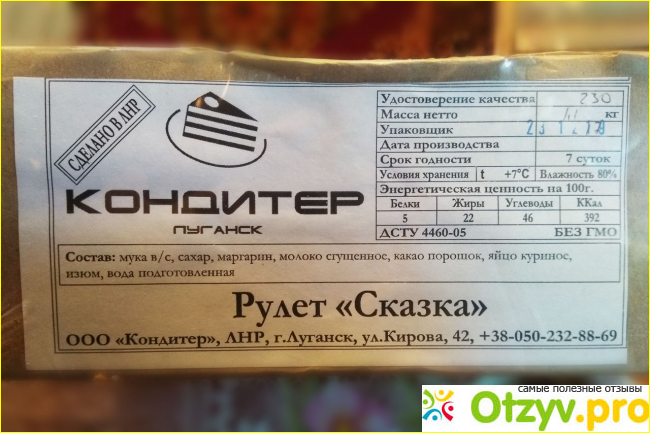 СДЕЛАНО В ЛНР
КОНДИТЕР
ЛУГАНСК
Удостоверение качества 230
Масса нетто кг
Упаковщик
Дата производства
Срок годности 7 суток
Условия хранения t +7°C Влажность 80%
Энергетическая ценность на 100г.
Белки Жиры Углеводы ККал
5 22 46 392
ДСТУ 4460-05 БЕЗ ГМО
Состав: мука в/с, сахар, маргарин, молоко сгущенное, какао порошок, яйцо куриное,
изюм, вода подготовленная
Рулет «Сказка»
ООО «Кондитер», ЛНР, г.Луганск, ул.Кирова, 42, +38-050-232-88-69
самые полезные отзывы
Otzyv.pro